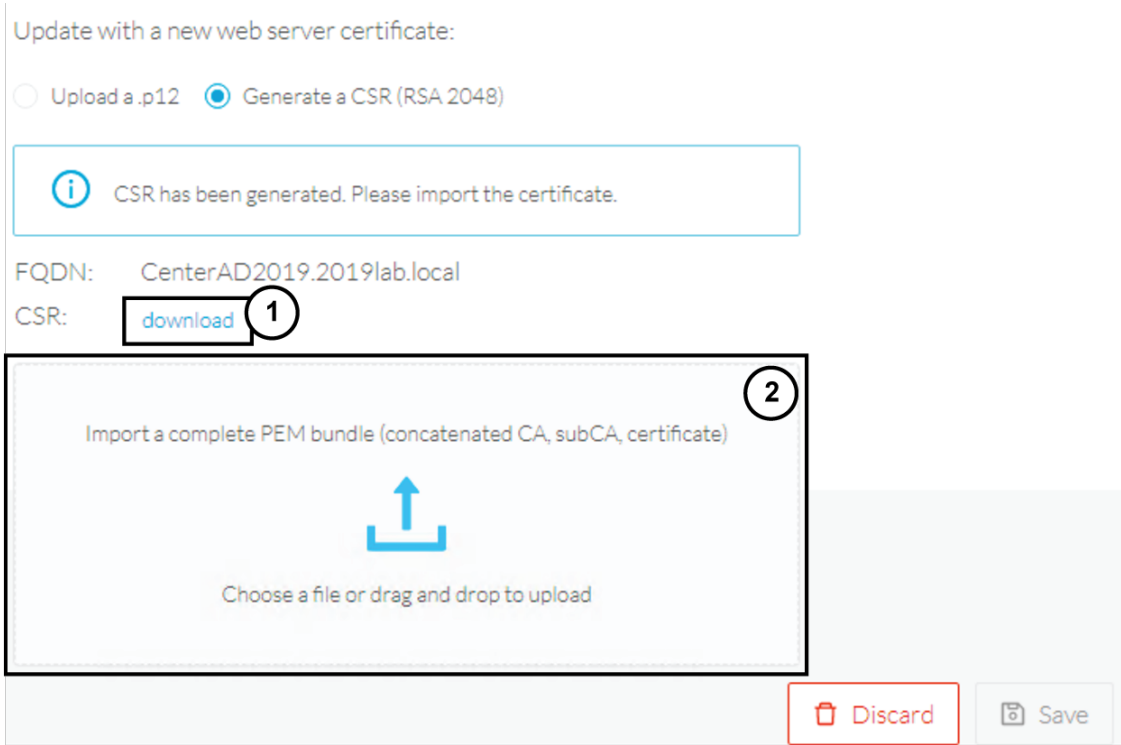 Update with a new web server certificate:
Upload a .p12 Generate a CSR (RSA 2048)
CSR has been generated. Please import the certificate.
FQDN: CenterAD2019.2019lab.local
CSR: download 1
2
Import a complete PEM bundle (concatenated CA, subCA, certificate)
Choose a file or drag and drop to upload
Discard Save